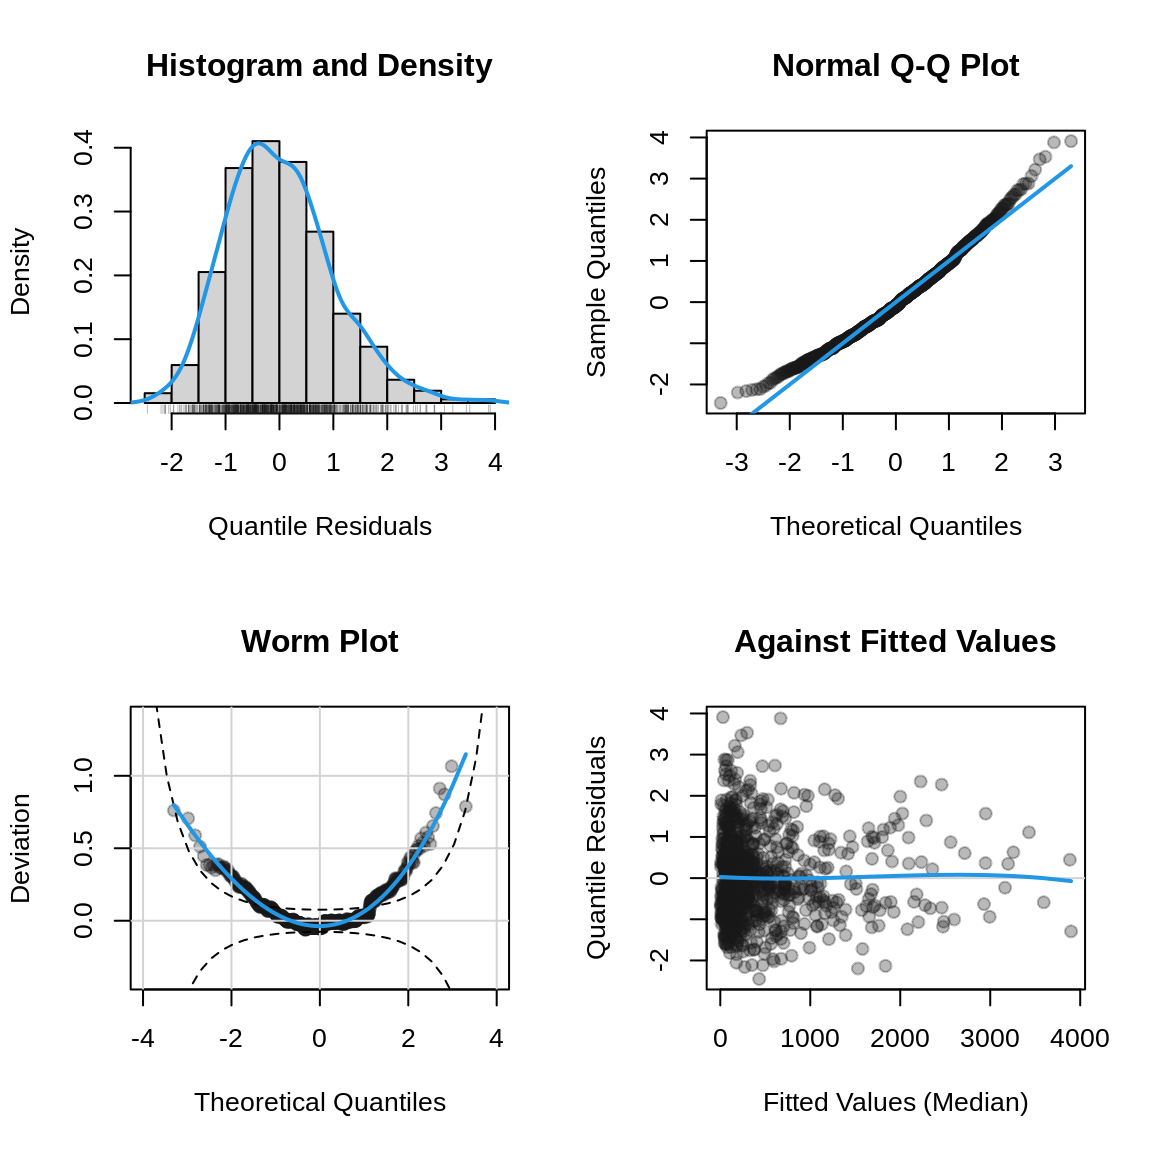 Histogram and Density
Density
0.0 0.1 0.2 0.3 0.4
-2 -1 0 1 2 3 4
Quantile Residuals
Normal Q-Q Plot
Sample Quantiles
-2 0 1 2 3 4
-3 -2 -1 0 1 2 3
Theoretical Quantiles
Worm Plot
Deviation
0.0 0.5 1.0
-4 -2 0 2 4
Theoretical Quantiles
Against Fitted Values
Quantile Residuals
-2 0 1 2 3 4
0 1000 2000 3000 4000
Fitted Values (Median)